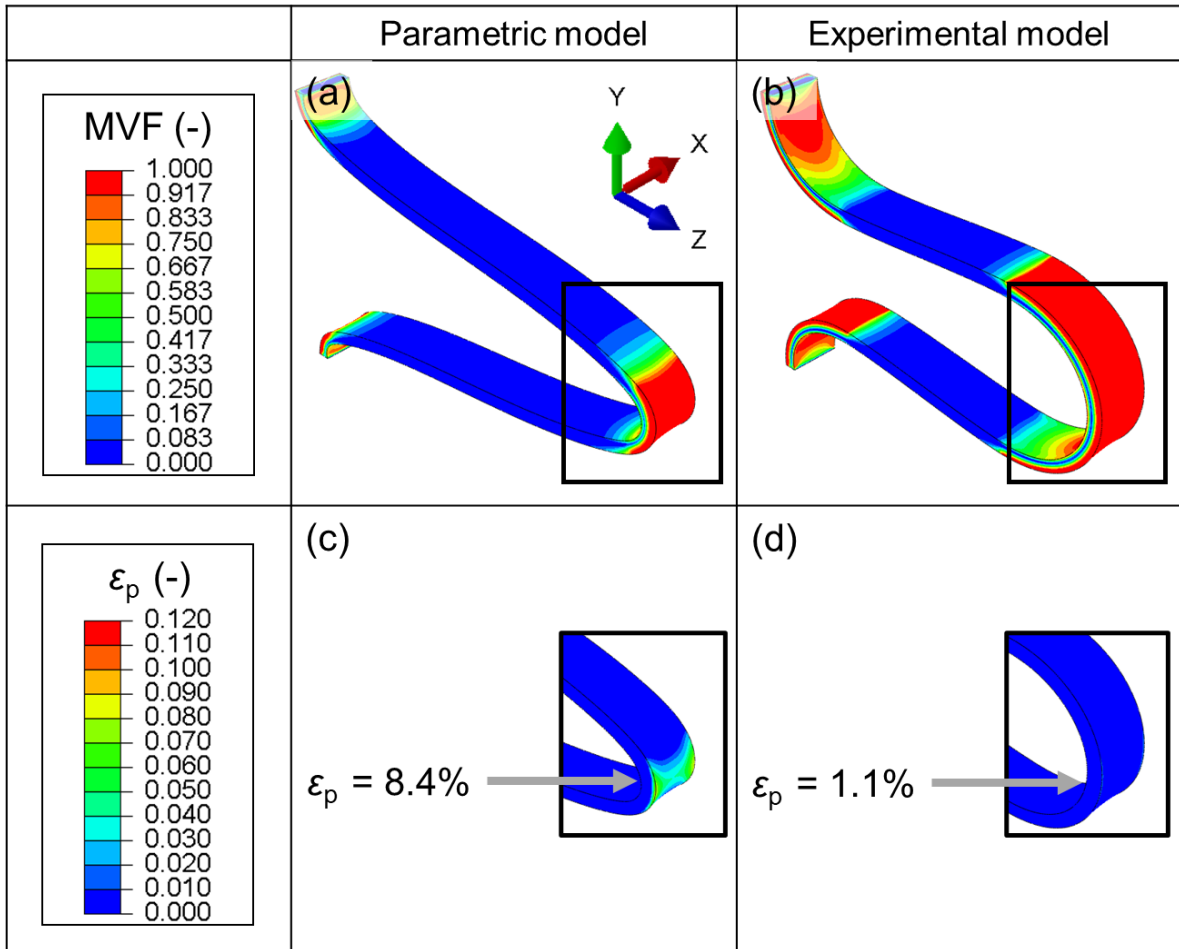 Parametric model
Experimental model
MVF (-)
1.000
0.917
0.833
0.750
0.667
0.583
0.500
0.417
0.333
0.250
0.167
0.083
0.000
(a)
Y
X
Z
(b)
εp (-)
0.120
0.110
0.100
0.090
0.080
0.070
0.060
0.050
0.040
0.030
0.020
0.010
0.000
(c)
εp = 8.4%
(d)
εp = 1.1%